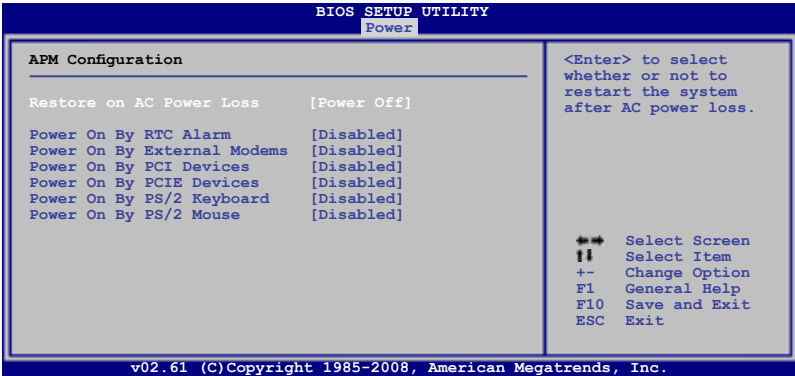 BIOS SETUP UTILITY
Power
APM Configuration
Restore on AC Power Loss [Power Off]
Power On By RTC Alarm [Disabled]
Power On By External Modems [Disabled]
Power On By PCI Devices [Disabled]
Power On By PCIE Devices [Disabled]
Power On By PS/2 Keyboard [Disabled]
Power On By PS/2 Mouse [Disabled]
<Enter> to select
whether or not to
restart the system
after AC power loss.
Select Screen
Select Item
+- Change Option
F1 General Help
F10 Save and Exit
ESC Exit
v02.61 (C)Copyright 1985-2008, American Megatrends, Inc.